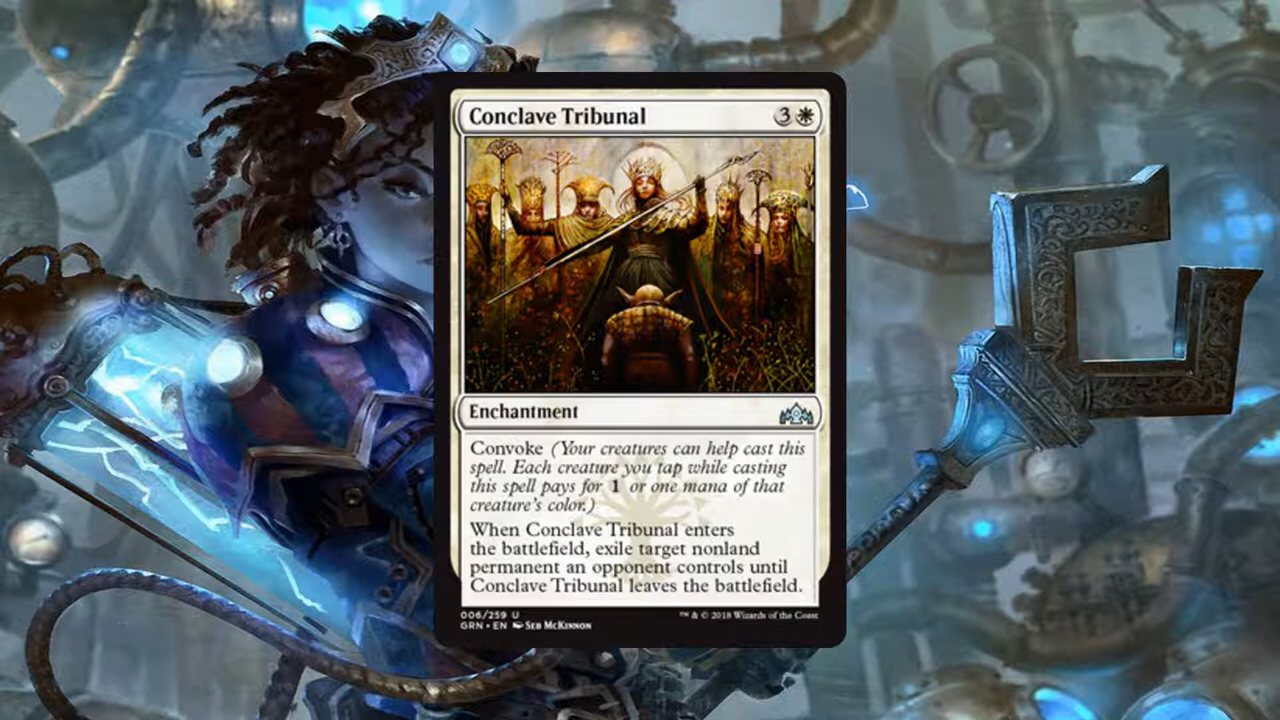 Conclave Tribunal 3
Enchantment
Convoke (Your creatures can help cast this
spell. Each creature you tap while casting
this spell pays for 1 or one mana of that
creature's color.)
When Conclave Tribunal enters
the battlefield, exile target nonland
permanent an opponent controls until
Conclave Tribunal leaves the battlefield.
006/259 U
™ & © 2018 Wizards of the Coast
GRN • EN Seb McKinnon